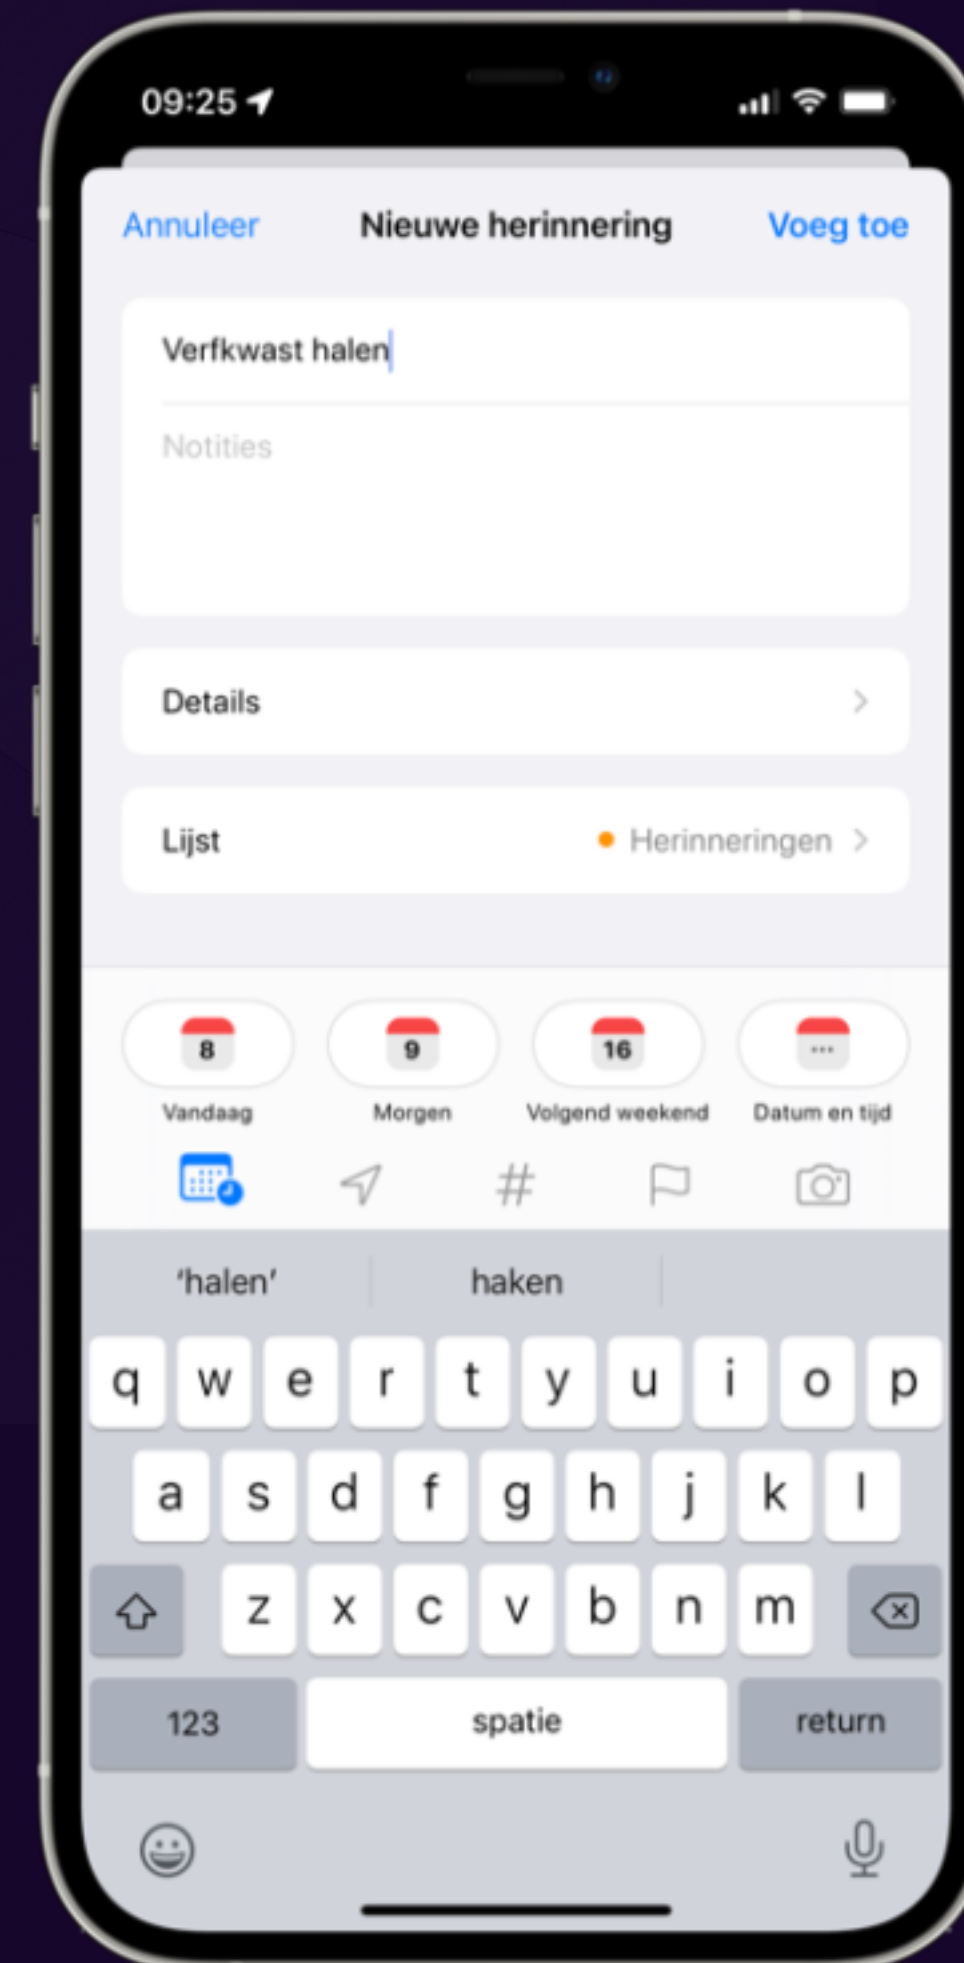 09:25
Annuleer Nieuwe herinnering Voeg toe
Verfkwast halen
Notities
Details
Lijst Herinneringen
8 9 16 ...
Vandaag Morgen Volgend weekend Datum en tijd
#
‘halen’ haken
q w e r t y u i o p
a s d f g h j k l
z x c v b n m
123 spatie return